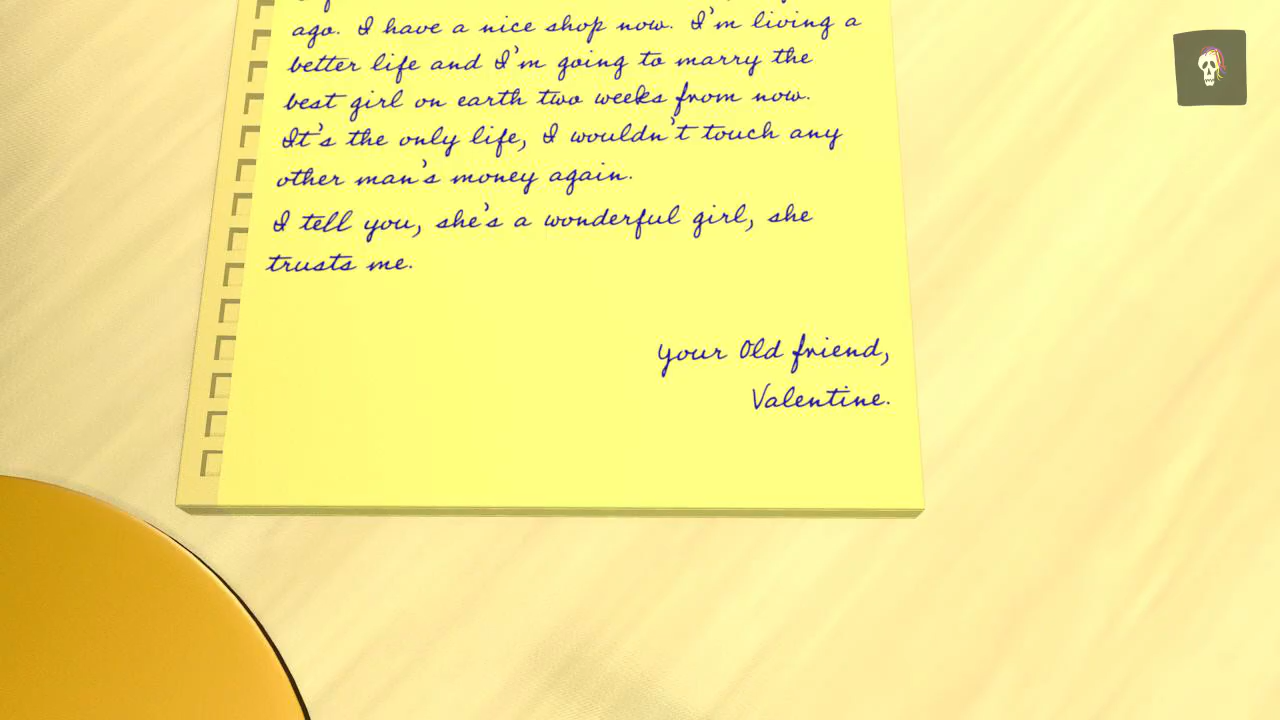 ago. I have a nice shop now. I'm living a
better life and I'm going to marry the
best girl on earth two weeks from now.
It's the only life, I wouldn't touch any
other man's money again.
I tell you, she's a wonderful girl, she
trusts me.
your Old friend,
Valentine.